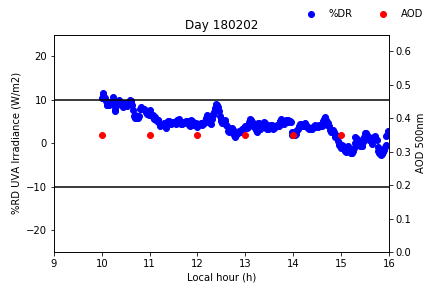 %DR AOD
Day 180202
%RD UVA Irradiance (W/m2)
20
10
0
−10
−20
0.6
0.5
0.4
0.3
0.2
0.1
0.0
AOD 500nm
9 10 11 12 13 14 15 16
Local hour (h)